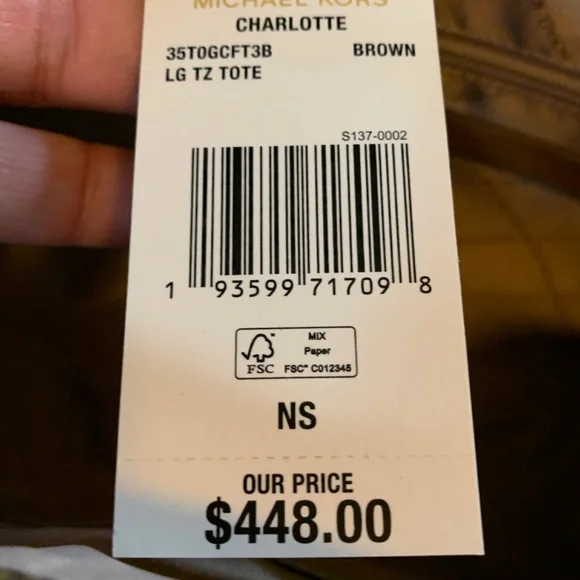 MICHAEL KORS
CHARLOTTE
35T0GCFT3B BROWN
LG TZ TOTE
S137-0002
1 93599 71709 8
FSC
MIX
Paper
FSC™ C012345
NS
OUR PRICE
$448.00